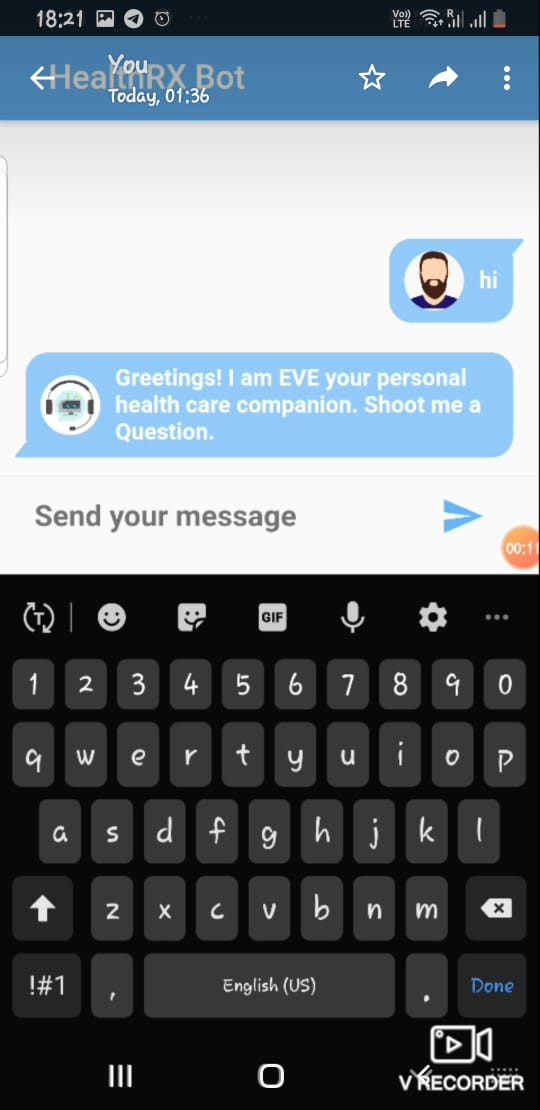 18:21
Vo))
LTE
R
You
HealthRX Bot
Today, 01:36
hi
Greetings! I am EVE your personal
health care companion. Shoot me a
Question.
Send your message
00:11
T
GIF
1 2 3 4 5 6 7 8 9 0
q w e r t y u i o p
a s d f g h j k l
z x c v b n m
!#1 , English (US) . Done
V RECORDER